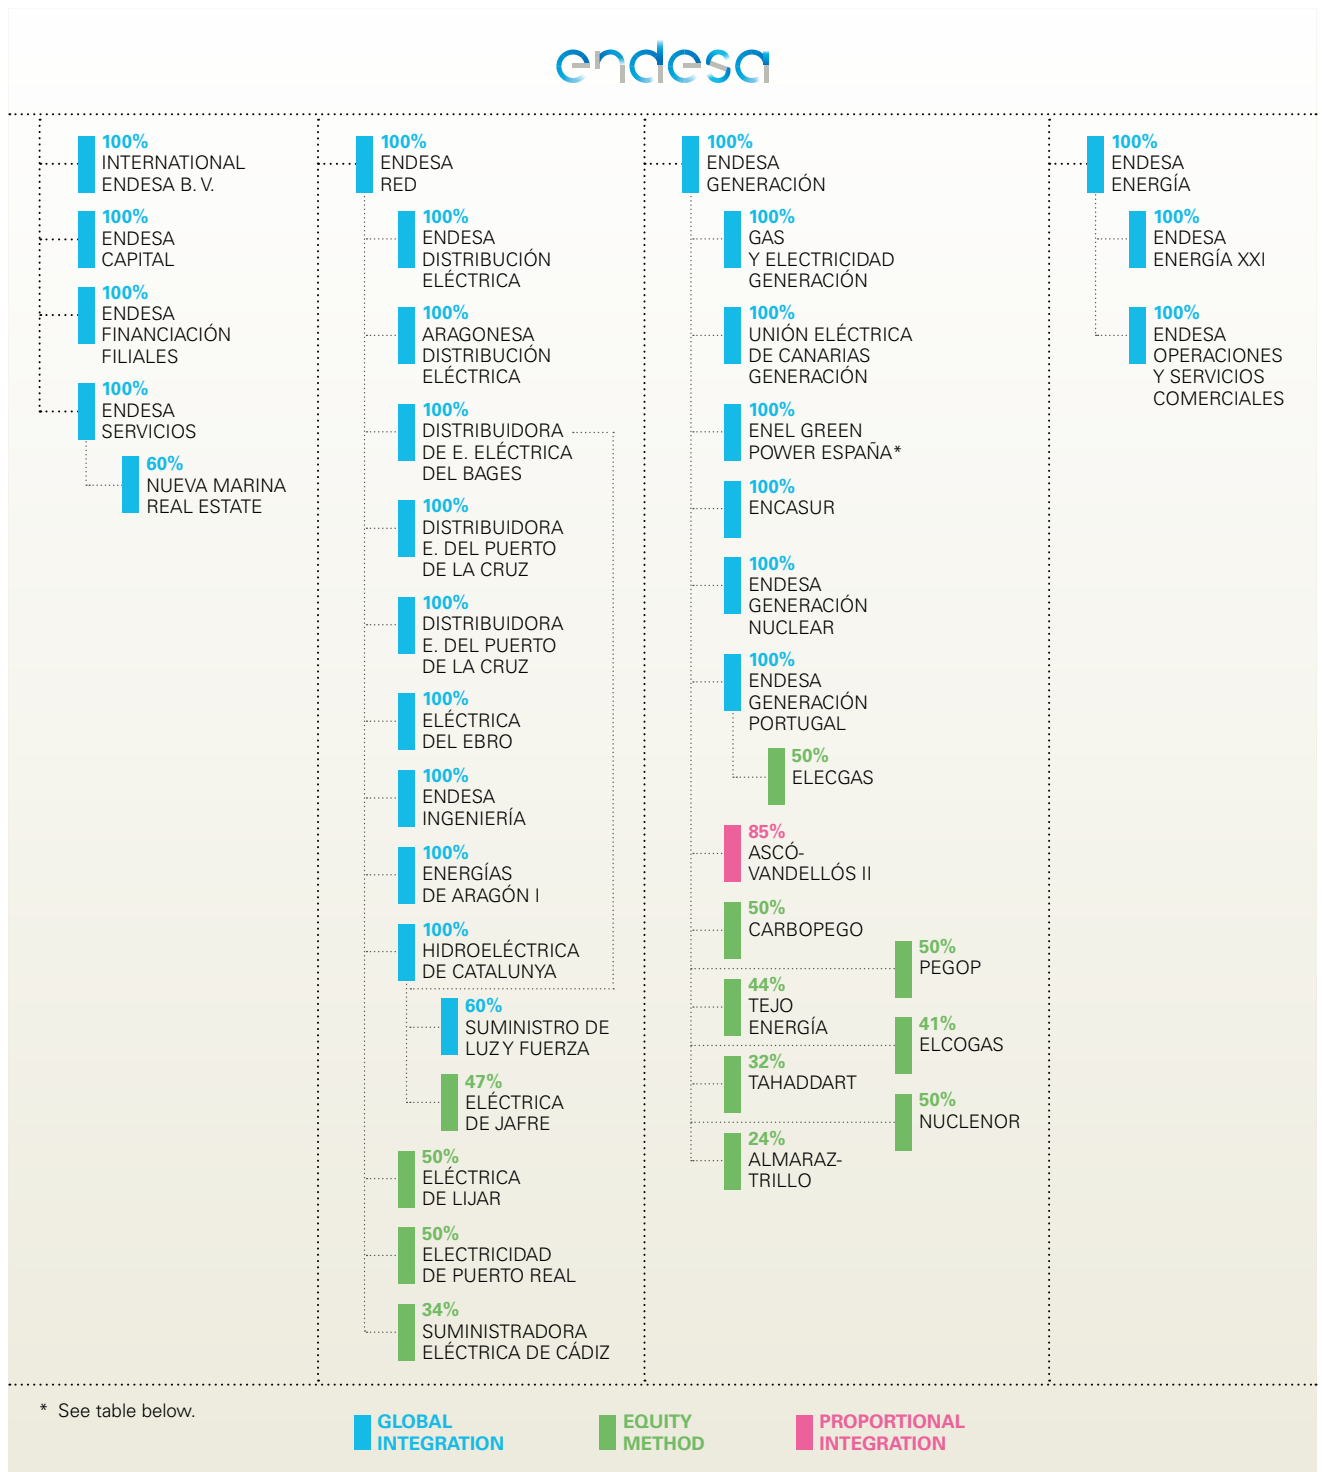 endesa
100%
INTERNATIONAL
ENDESA B. V.
100%
ENDESA
CAPITAL
100%
ENDESA
FINANCIACIÓN
FILIALES
100%
ENDESA
SERVICIOS
60%
NUEVA MARINA
REAL ESTATE
100%
ENDESA
RED
100%
ENDESA
DISTRIBUCIÓN
ELÉCTRICA
100%
ARAGONESA
DISTRIBUCIÓN
ELÉCTRICA
100%
DISTRIBUIDORA
DE E. ELÉCTRICA
DEL BAGES
100%
DISTRIBUIDORA
E. DEL PUERTO
DE LA CRUZ
100%
DISTRIBUIDORA
E. DEL PUERTO
DE LA CRUZ
100%
ELÉCTRICA
DEL EBRO
100%
ENDESA
INGENIERÍA
100%
ENERGÍAS
DE ARAGÓN I
100%
HIDROELÉCTRICA
DE CATALUNYA
60%
SUMINISTRO DE
LUZ Y FUERZA
47%
ELÉCTRICA
DE JAFRE
50%
ELÉCTRICA
DE LIJAR
50%
ELECTRICIDAD
DE PUERTO REAL
34%
SUMINISTRADORA
ELÉCTRICA DE CÁDIZ
100%
ENDESA
GENERACIÓN
100%
GAS
Y ELECTRICIDAD
GENERACIÓN
100%
UNIÓN ELÉCTRICA
DE CANARIAS
GENERACIÓN
100%
ENEL GREEN
POWER ESPAÑA*
100%
ENCASUR
100%
ENDESA
GENERACIÓN
NUCLEAR
100%
ENDESA
GENERACIÓN
PORTUGAL
50%
ELECGAS
85%
ASCÓ-
VANDELLÓS II
50%
CARBOPEGO
50%
PEGOP
44%
TEJO
ENERGÍA
41%
ELCOGAS
32%
TAHADDART
50%
NUCLENOR
24%
ALMARAZ-
TRILLO
100%
ENDESA
ENERGÍA
100%
ENDESA
ENERGÍA XXI
100%
ENDESA
OPERACIONES
Y SERVICIOS
COMERCIALES
* See table below.
GLOBAL
INTEGRATION
EQUITY
METHOD
PROPORTIONAL
INTEGRATION